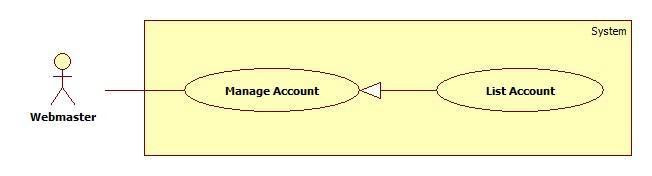 System
Manage Account
List Account
Webmaster